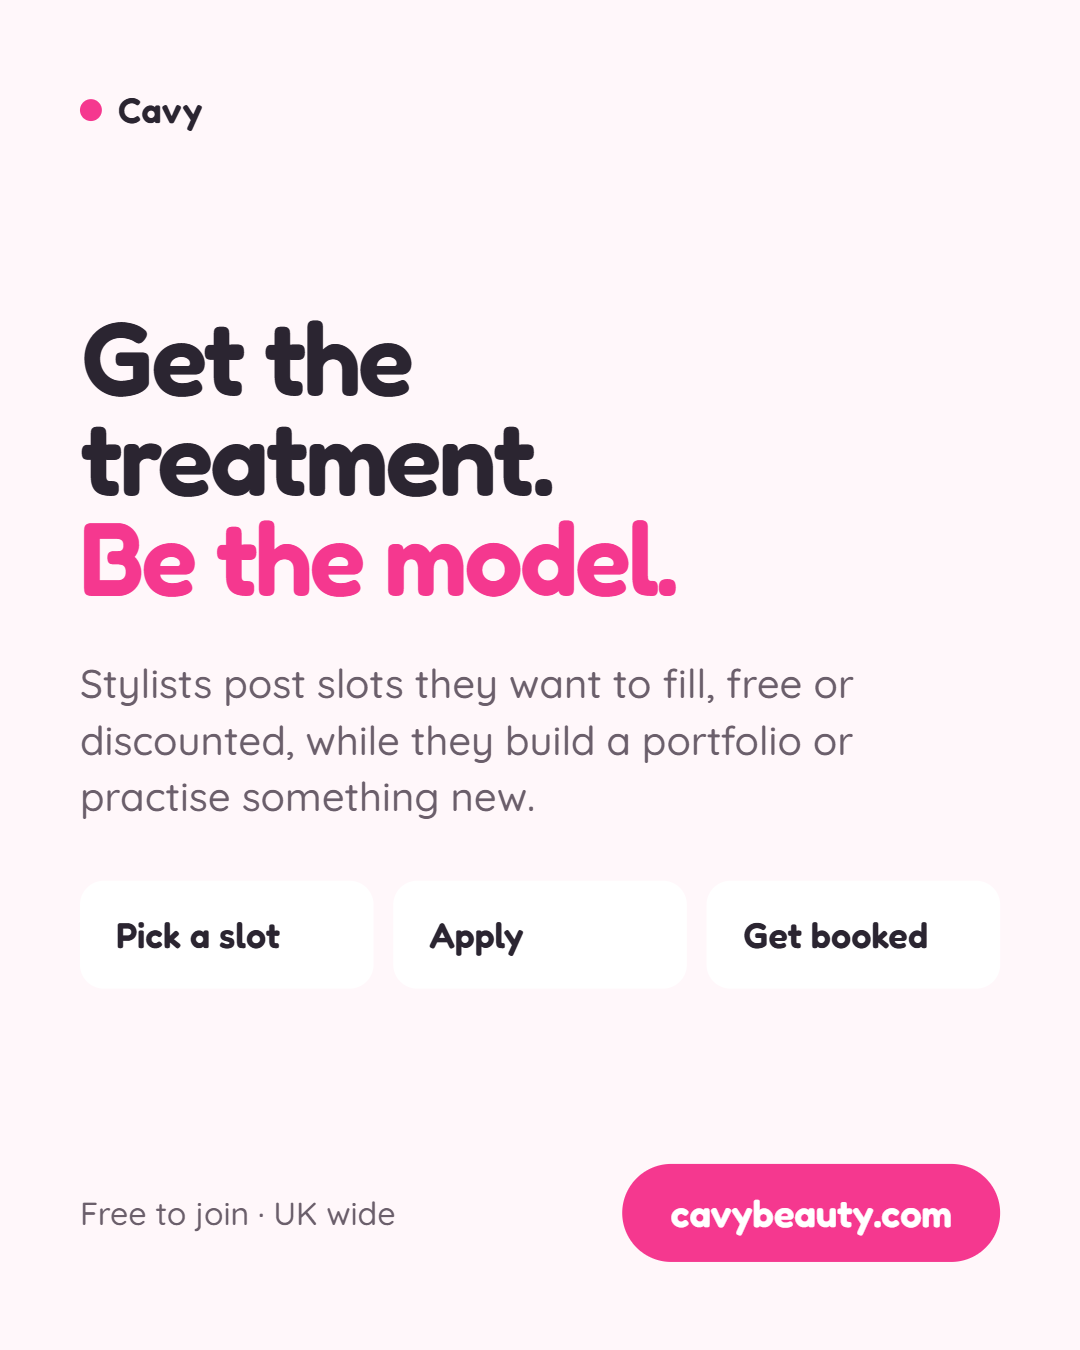 Cavy
Get the
treatment.
Be the model.
Stylists post slots they want to fill, free or
discounted, while they build a portfolio or
practise something new.
Pick a slot
Apply
Get booked
Free to join · UK wide
cavybeauty.com